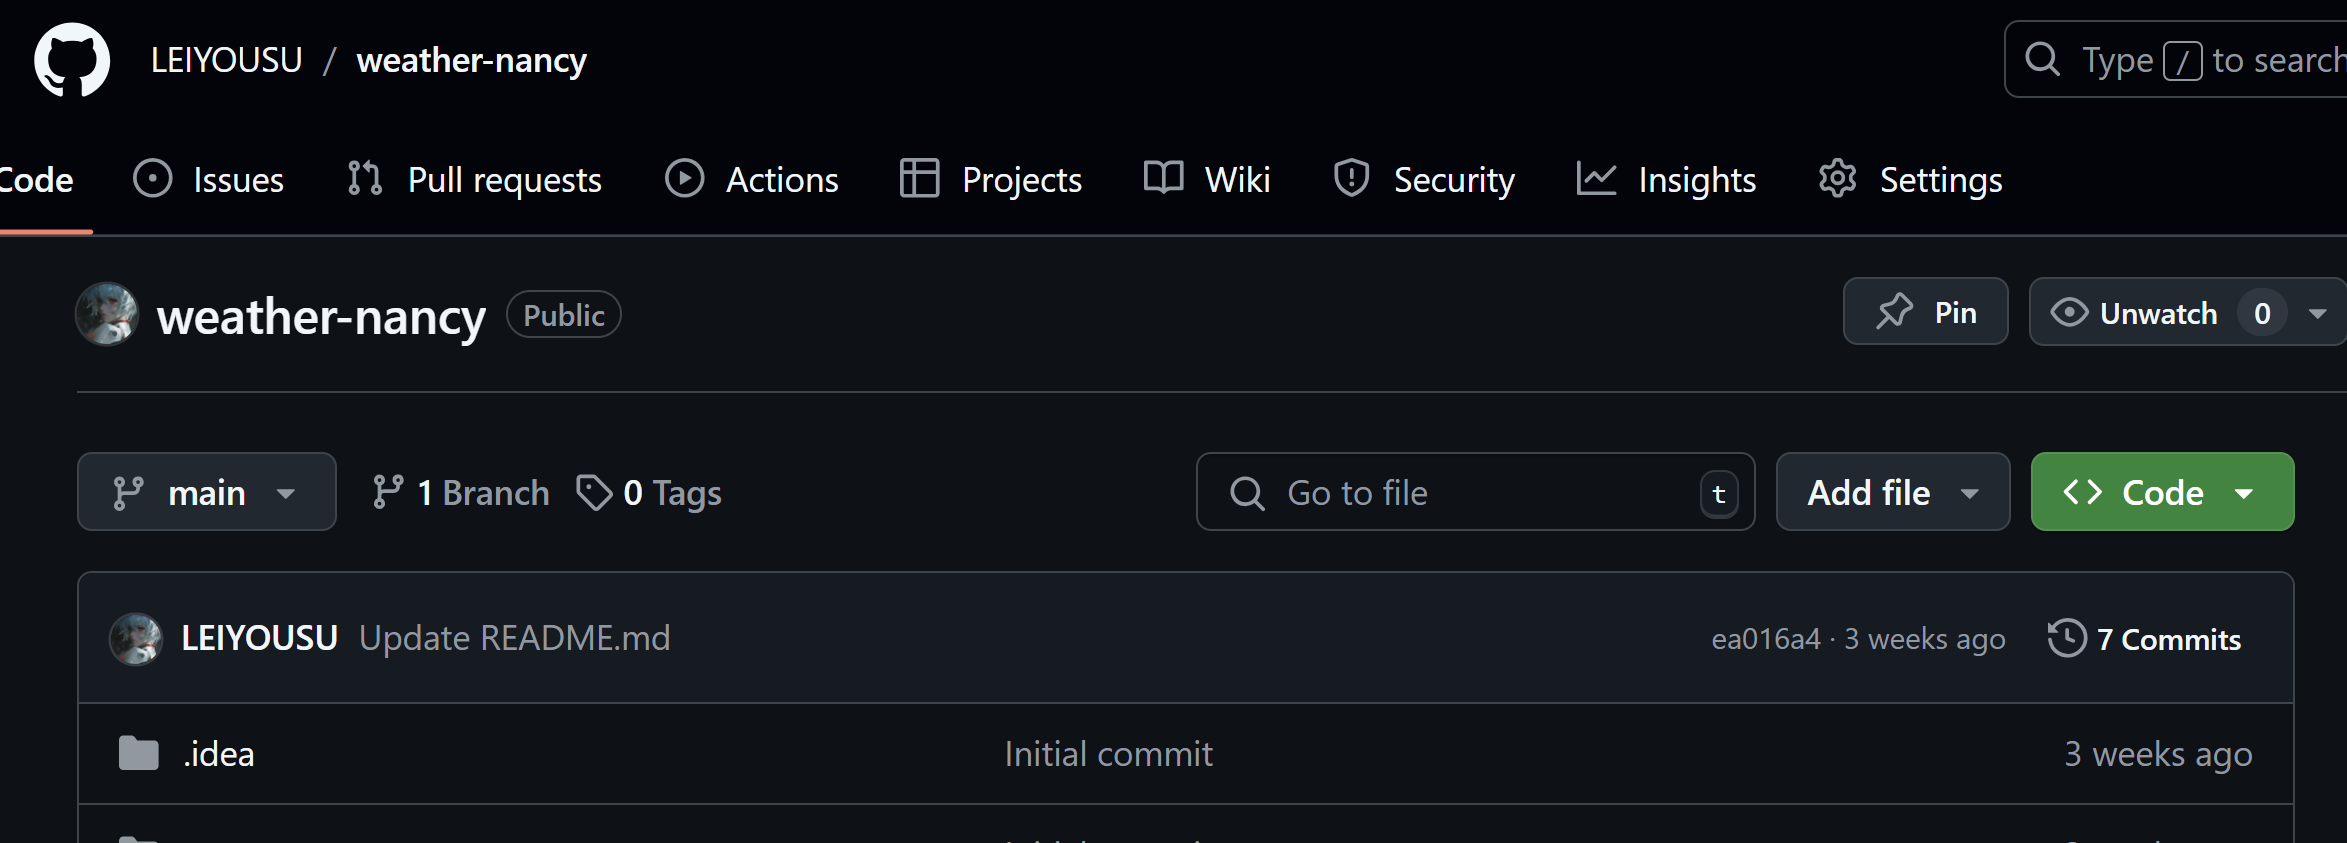 LEIYOUSU / weather-nancy
Type / to search
Code Issues Pull requests Actions Projects Wiki Security Insights Settings
weather-nancy Public Pin Unwatch 0
main 1 Branch 0 Tags Go to file t Add file Code
LEIYOUSU Update README.md ea016a4 · 3 weeks ago 7 Commits
.idea Initial commit 3 weeks ago